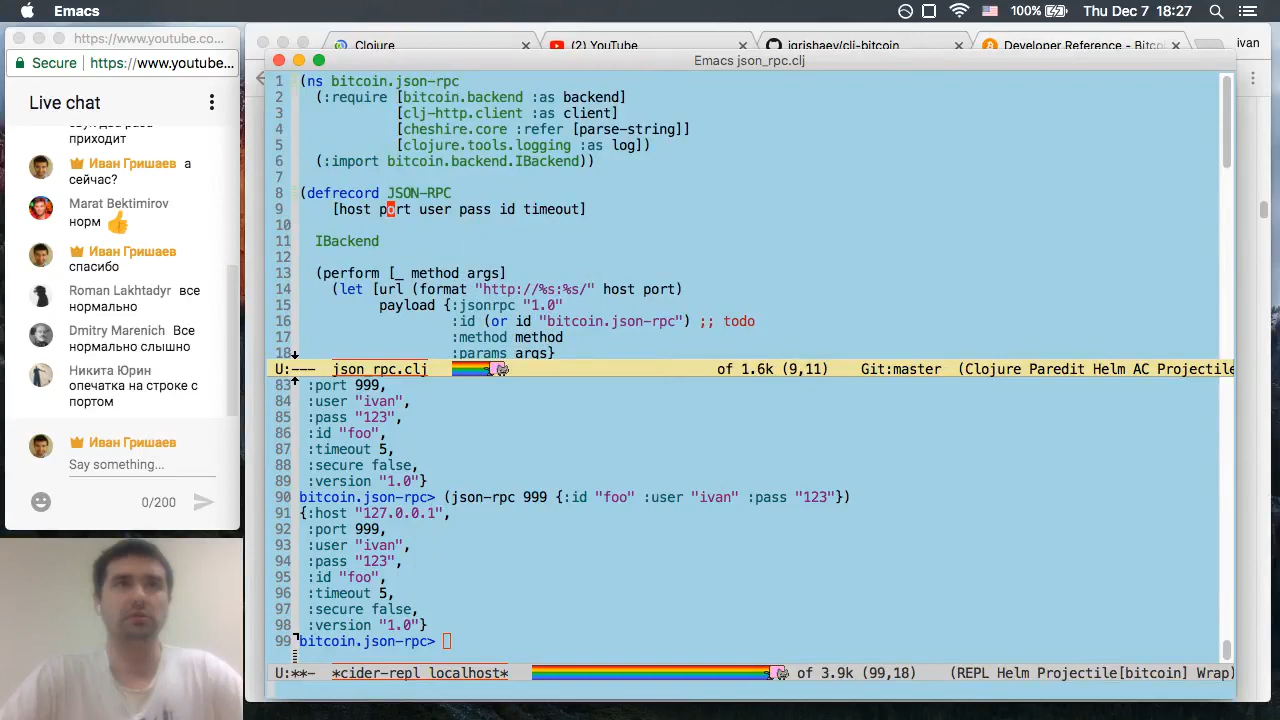 Emacs
100%
Thu Dec 7 18:27
https://www.youtube.co...
Secure
https://www.youtube...
Live chat
приходит
Иван Гришаев а
сейчас?
Marat Bektimirov
норм 👍
Иван Гришаев
спасибо
Roman Lakhtadyr все
нормально
Dmitry Marenich Все
нормально слышно
Никита Юрин
опечатка на строке с
портом
Иван Гришаев
Say something...
0/200
Clojure
(2) YouTube
igrishaev/clj-bitcoin
Developer Reference - Bitc
ivan
Emacs json_rpc.clj
1 (ns bitcoin.json-rpc
2 (:require [bitcoin.backend :as backend]
3 [clj-http.client :as client]
4 [cheshire.core :refer [parse-string]]
5 [clojure.tools.logging :as log])
6 (:import bitcoin.backend.IBackend))
7
8 (defrecord JSON-RPC
9 [host port user pass id timeout]
10
11 IBackend
12
13 (perform [_ method args]
14 (let [url (format "http://%s:%s/" host port)
15 payload {:jsonrpc "1.0"
16 :id (or id "bitcoin.json-rpc") ;; todo
17 :method method
18 :params args}
U:--- json_rpc.clj of 1.6k (9,11) Git:master (Clojure Paredit Helm AC Projectile
83 :port 999,
84 :user "ivan",
85 :pass "123",
86 :id "foo",
87 :timeout 5,
88 :secure false,
89 :version "1.0"}
90 bitcoin.json-rpc> (json-rpc 999 {:id "foo" :user "ivan" :pass "123"})
91 {:host "127.0.0.1",
92 :port 999,
93 :user "ivan",
94 :pass "123",
95 :id "foo",
96 :timeout 5,
97 :secure false,
98 :version "1.0"}
99 bitcoin.json-rpc>
U:**- *cider-repl localhost* of 3.9k (99,18) (REPL Helm Projectile[bitcoin] Wrap)